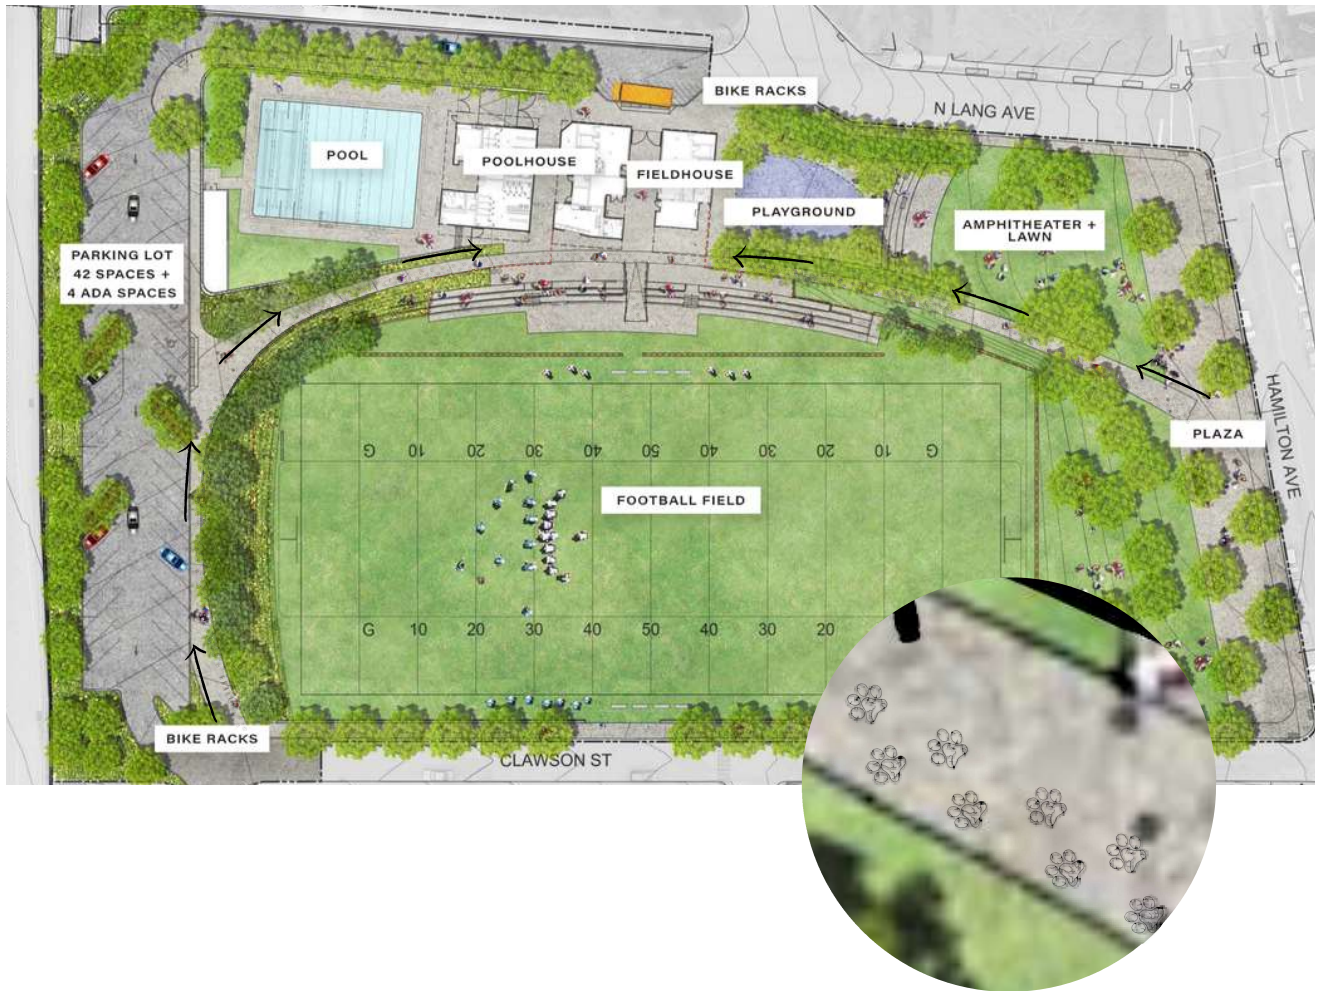 BIKE RACKS
N LANG AVE
POOL
POOLHOUSE
FIELDHOUSE
PLAYGROUND
AMPHITHEATER +
LAWN
PARKING LOT
42 SPACES +
4 ADA SPACES
HAMILTON AVE
PLAZA
G 10 20 30 40 50 40 30 20 10 G
FOOTBALL FIELD
G 10 20 30 40 50 40 30 20
BIKE RACKS
CLAWSON ST